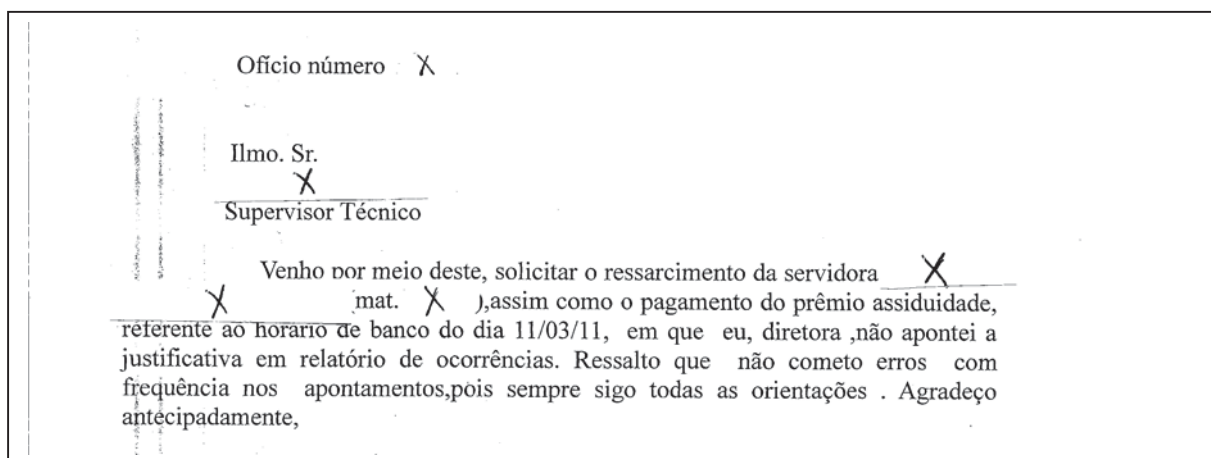 Ofício número X
Ilmo. Sr.
X
Supervisor Técnico
Venho por meio deste, solicitar o ressarcimento da servidora X
X mat. X ),assim como o pagamento do prêmio assiduidade,
referente ao horário de banco do dia 11/03/11, em que eu, diretora ,não apontei a
justificativa em relatório de ocorrências. Ressalto que não cometo erros com
frequência nos apontamentos,pois sempre sigo todas as orientações . Agradeço
antecipadamente,